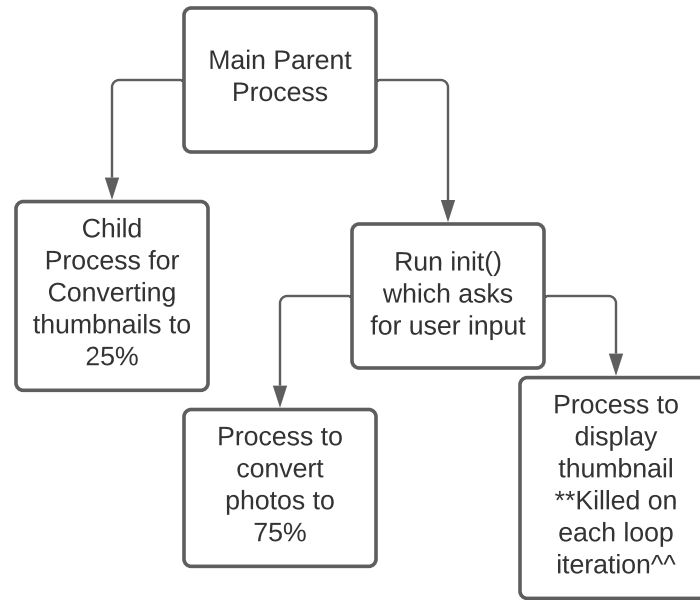 Main Parent
Process
Child
Process for
Converting
thumbnails to
25%
Run init()
which asks
for user input
Process to
convert
photos to
75%
Process to
display
thumbnail
**Killed on
each loop
iteration^^